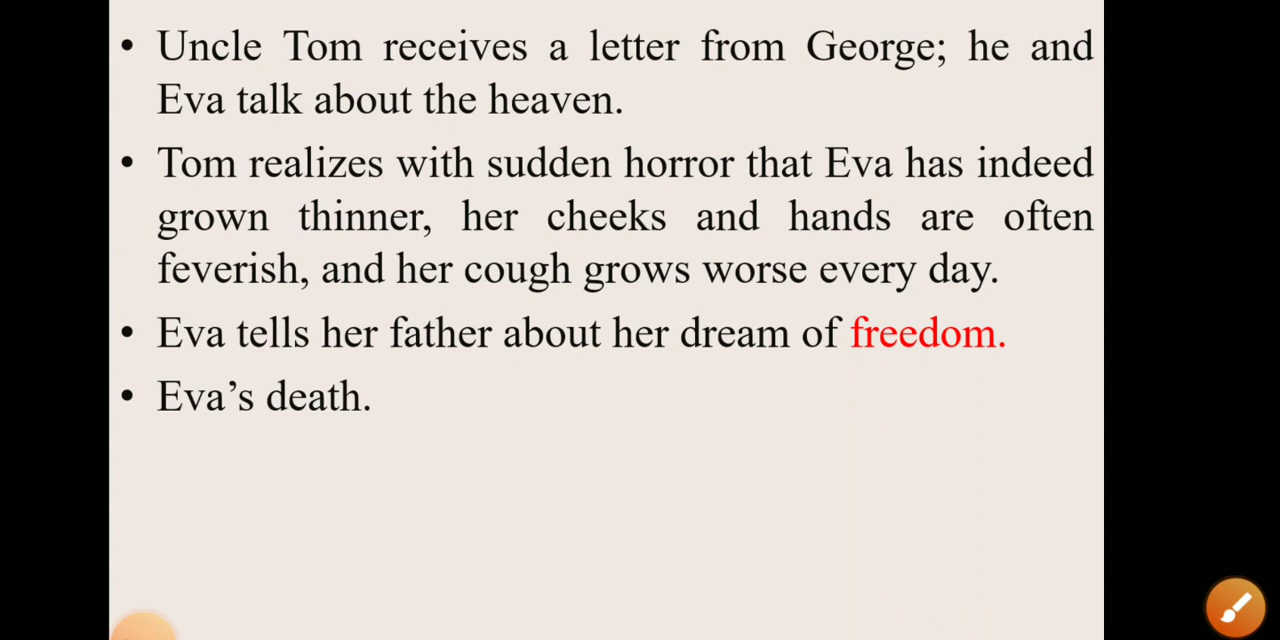 • Uncle Tom receives a letter from George; he and
Eva talk about the heaven.
• Tom realizes with sudden horror that Eva has indeed
grown thinner, her cheeks and hands are often
feverish, and her cough grows worse every day.
• Eva tells her father about her dream of freedom.
• Eva’s death.